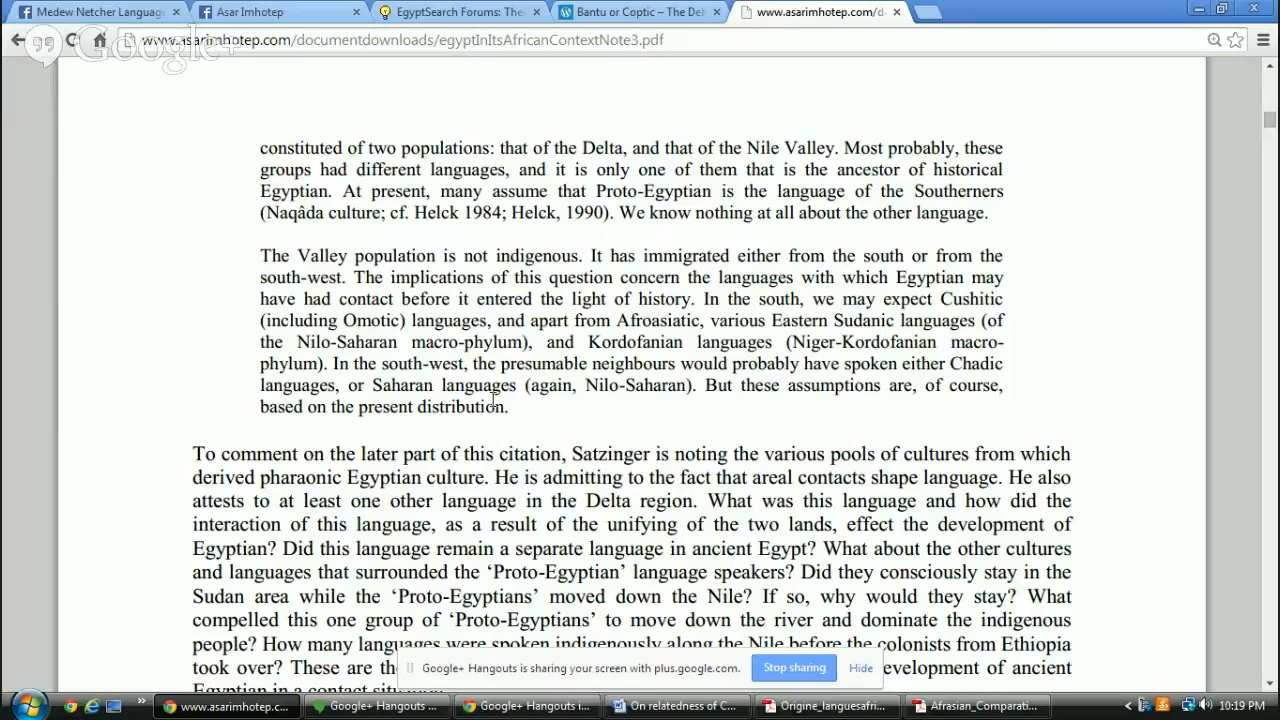 Medew Netcher Languag
Asar Imhotep
EgyptSearch Forums: The
Bantu or Coptic – The De
www.asarimhotep.com/d
Google+
www.asarimhotep.com/documentdownloads/egyptInItsAfricanContextNote3.pdf
constituted of two populations: that of the Delta, and that of the Nile Valley. Most probably, these
groups had different languages, and it is only one of them that is the ancestor of historical
Egyptian. At present, many assume that Proto-Egyptian is the language of the Southerners
(Naqâda culture; cf. Helck 1984; Helck, 1990). We know nothing at all about the other language.
The Valley population is not indigenous. It has immigrated either from the south or from the
south-west. The implications of this question concern the languages with which Egyptian may
have had contact before it entered the light of history. In the south, we may expect Cushitic
(including Omotic) languages, and apart from Afroasiatic, various Eastern Sudanic languages (of
the Nilo-Saharan macro-phylum), and Kordofanian languages (Niger-Kordofanian macro-
phylum). In the south-west, the presumable neighbours would probably have spoken either Chadic
languages, or Saharan languages (again, Nilo-Saharan). But these assumptions are, of course,
based on the present distribution.
To comment on the later part of this citation, Satzinger is noting the various pools of cultures from which
derived pharaonic Egyptian culture. He is admitting to the fact that areal contacts shape language. He also
attests to at least one other language in the Delta region. What was this language and how did the
interaction of this language, as a result of the unifying of the two lands, effect the development of
Egyptian? Did this language remain a separate language in ancient Egypt? What about the other cultures
and languages that surrounded the ‘Proto-Egyptian’ language speakers? Did they consciously stay in the
Sudan area while the ‘Proto-Egyptians’ moved down the Nile? If so, why would they stay? What
compelled this one group of ‘Proto-Egyptians’ to move down the river and dominate the indigenous
people? How many languages were spoken indigenously along the Nile before the colonists from Ethiopia
took over? These are the
evelopment of ancient
Egyptian in a contact
Google+ Hangouts is sharing your screen with plus.google.com.
Stop sharing
Hide
www.asarimhotep.c...
Google+ Hangouts ...
Google+ Hangouts i...
On relatedness of C...
Origine_languesafri...
Afrasian_Comparati...
10:19 PM